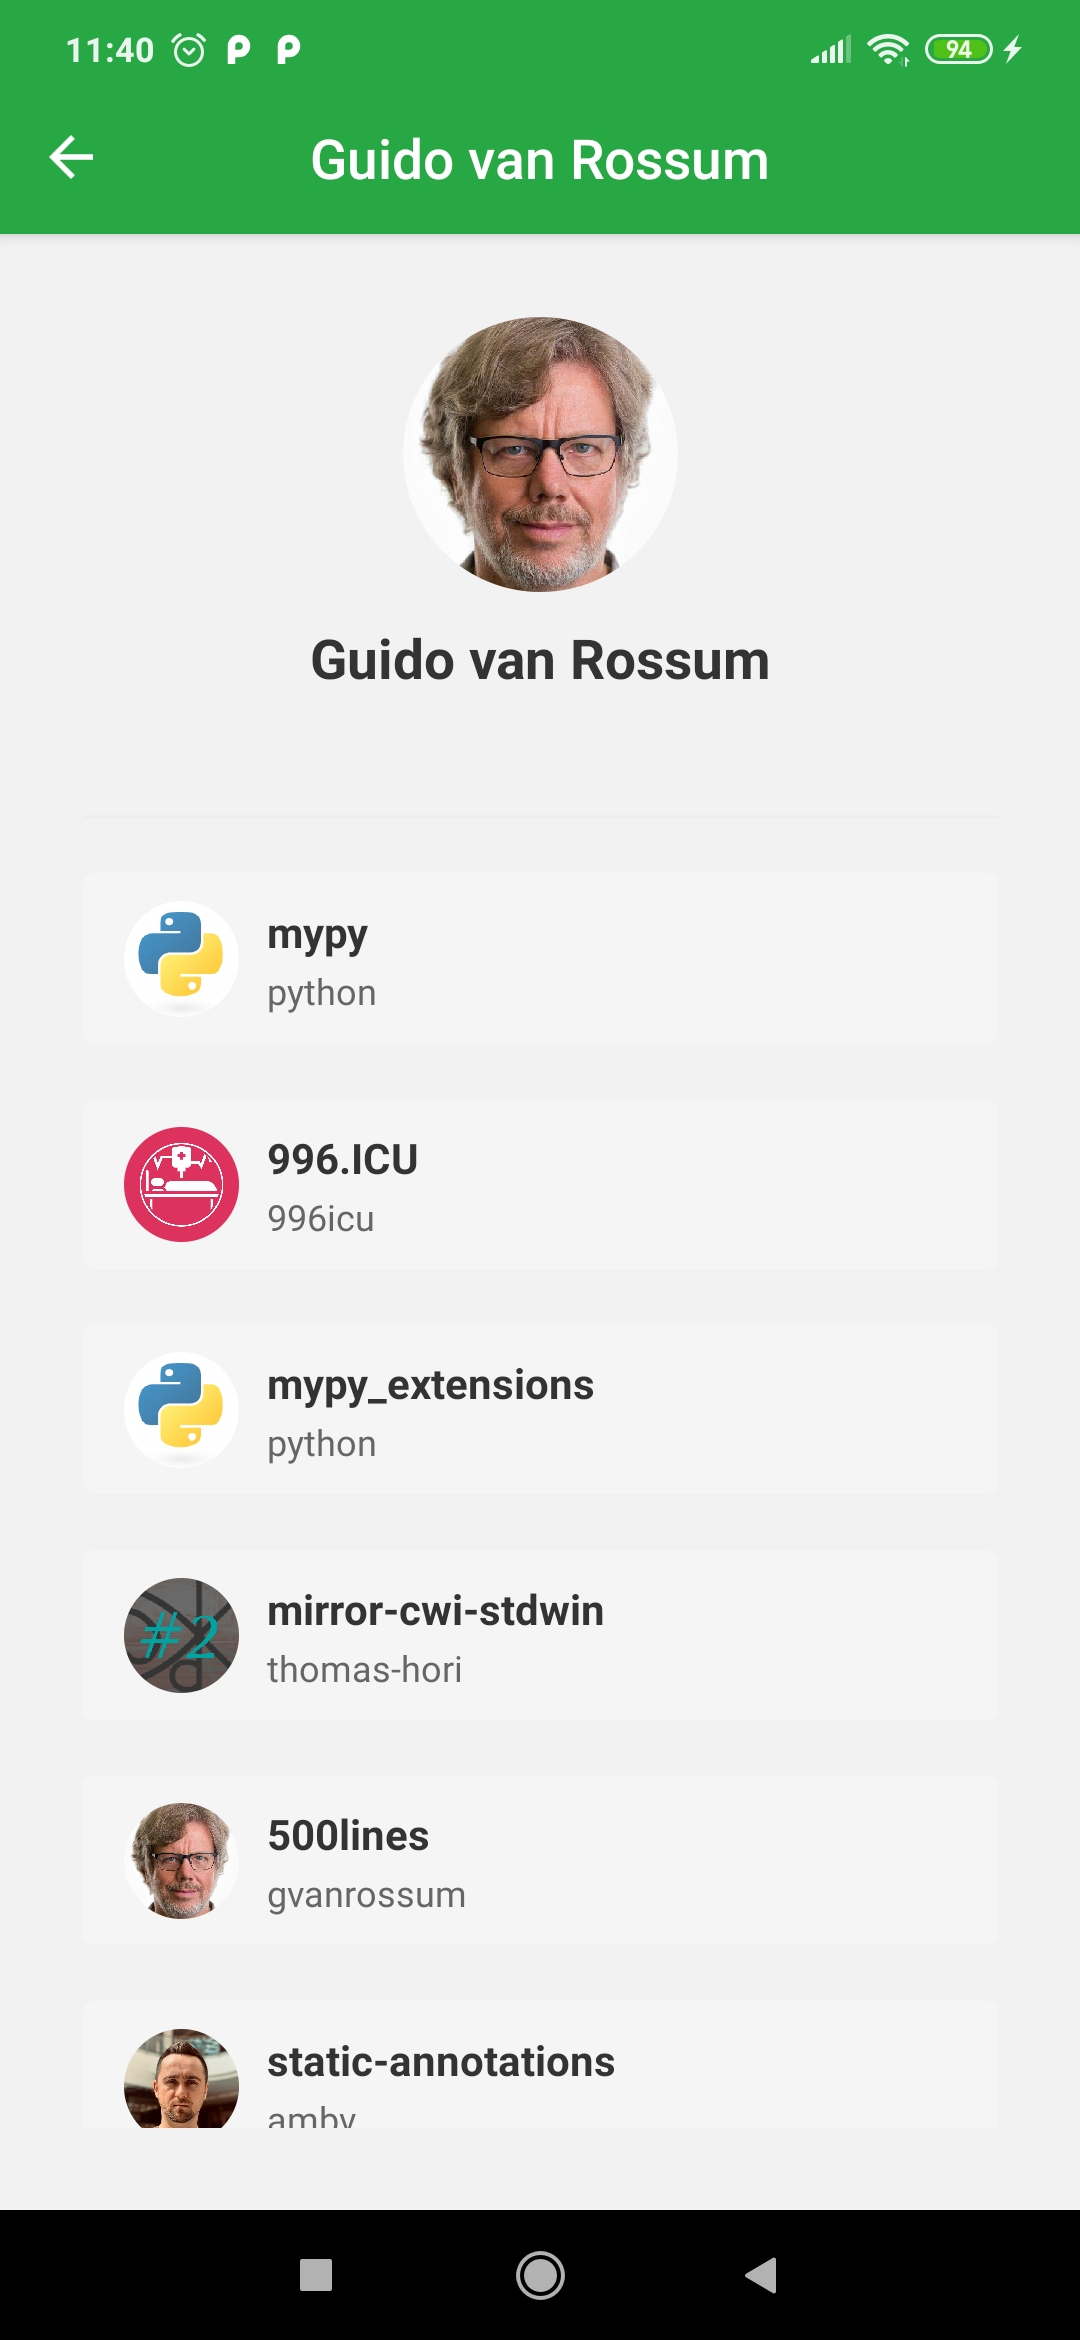 11:40
94
Guido van Rossum
Guido van Rossum
mypy
python
996.ICU
996icu
mypy_extensions
python
#2
mirror-cwi-stdwin
thomas-hori
500lines
gvanrossum
static-annotations
ambv